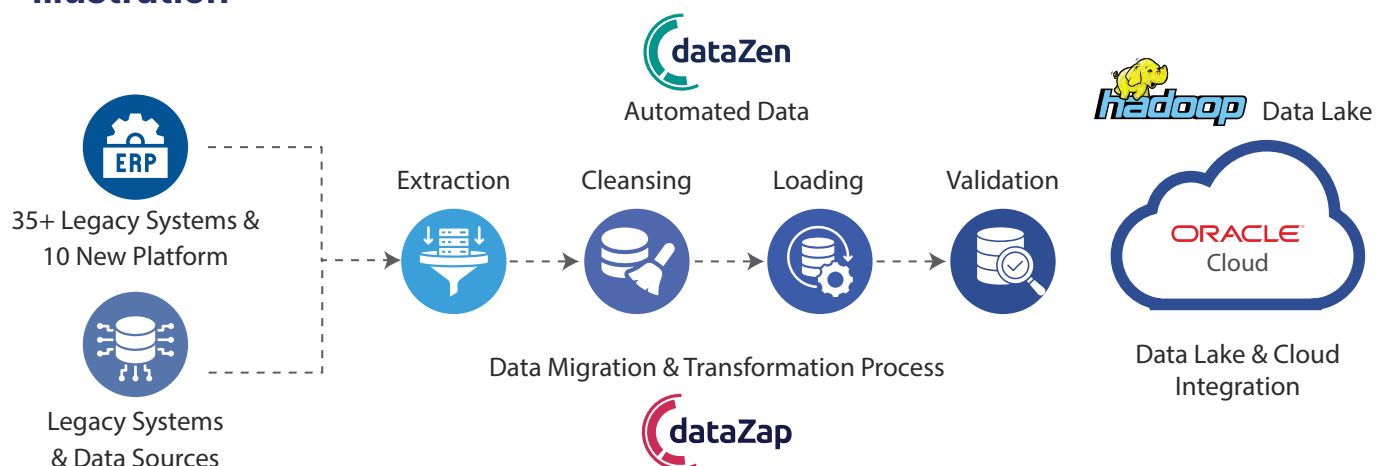 Illustration
dataZen
Automated Data
hadoop Data Lake
ERP
35+ Legacy Systems &
10 New Platform
Extraction
Cleansing
Loading
Validation
ORACLE
Cloud
Data Migration & Transformation Process
Data Lake & Cloud
Integration
Legacy Systems
& Data Sources
dataZap